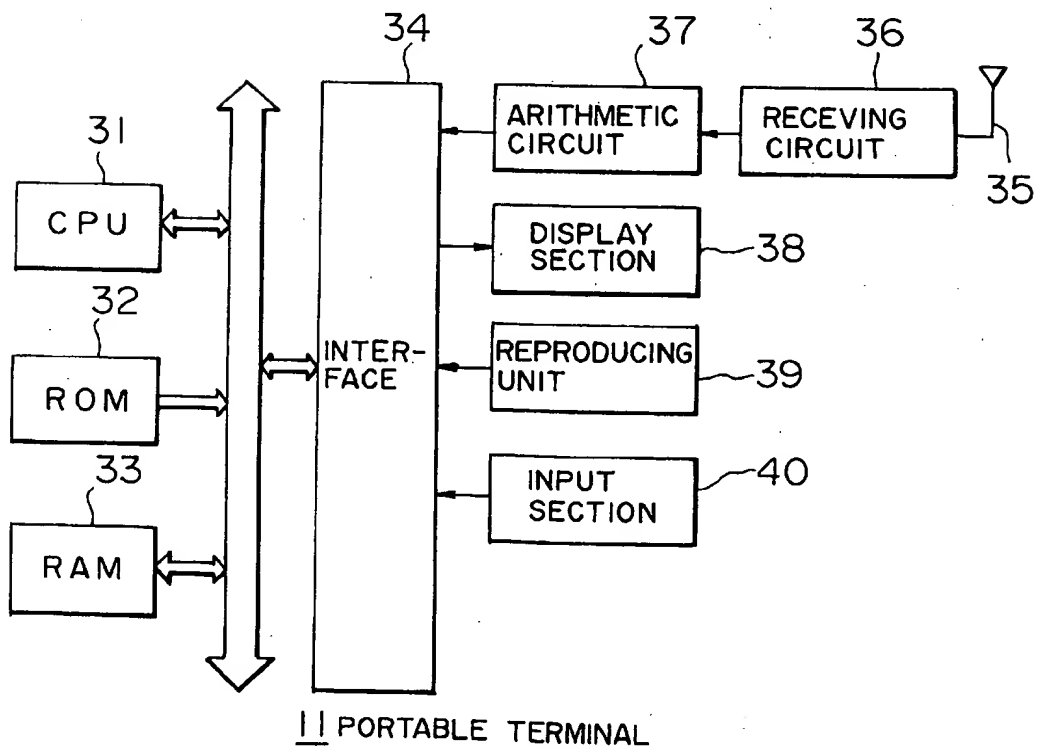 34
37
36
31
ARITHMETIC
CIRCUIT
RECEVING
CIRCUIT
35
CPU
DISPLAY
SECTION
38
32
INTER-
FACE
REPRODUCING
UNIT
39
ROM
33
INPUT
SECTION
40
RAM
11 PORTABLE TERMINAL